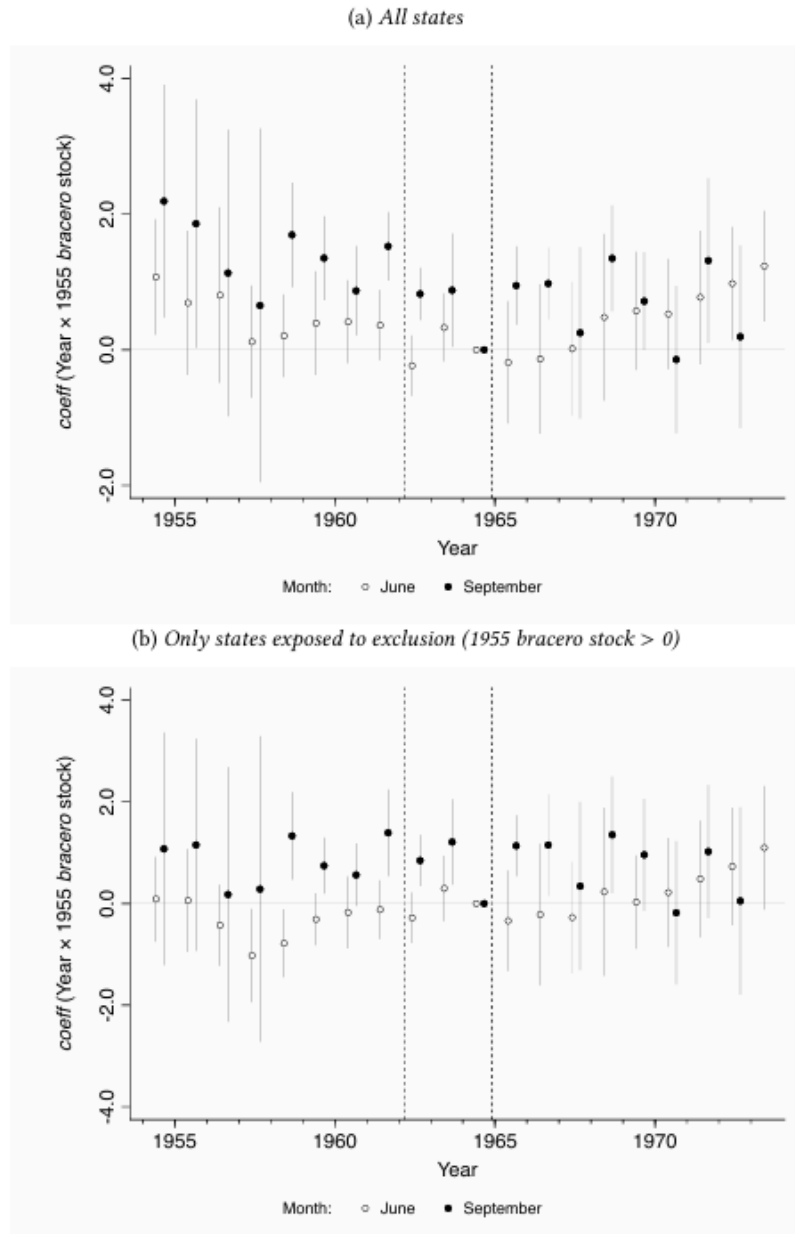 (a) All states
coeff (Year × 1955 bracero stock)
4.0
2.0
0.0
-2.0
1955 1960 1965 1970
Year
Month: June September
(b) Only states exposed to exclusion (1955 bracero stock > 0)
coeff (Year × 1955 bracero stock)
4.0
2.0
0.0
-2.0
-4.0
1955 1960 1965 1970
Year
Month: June September